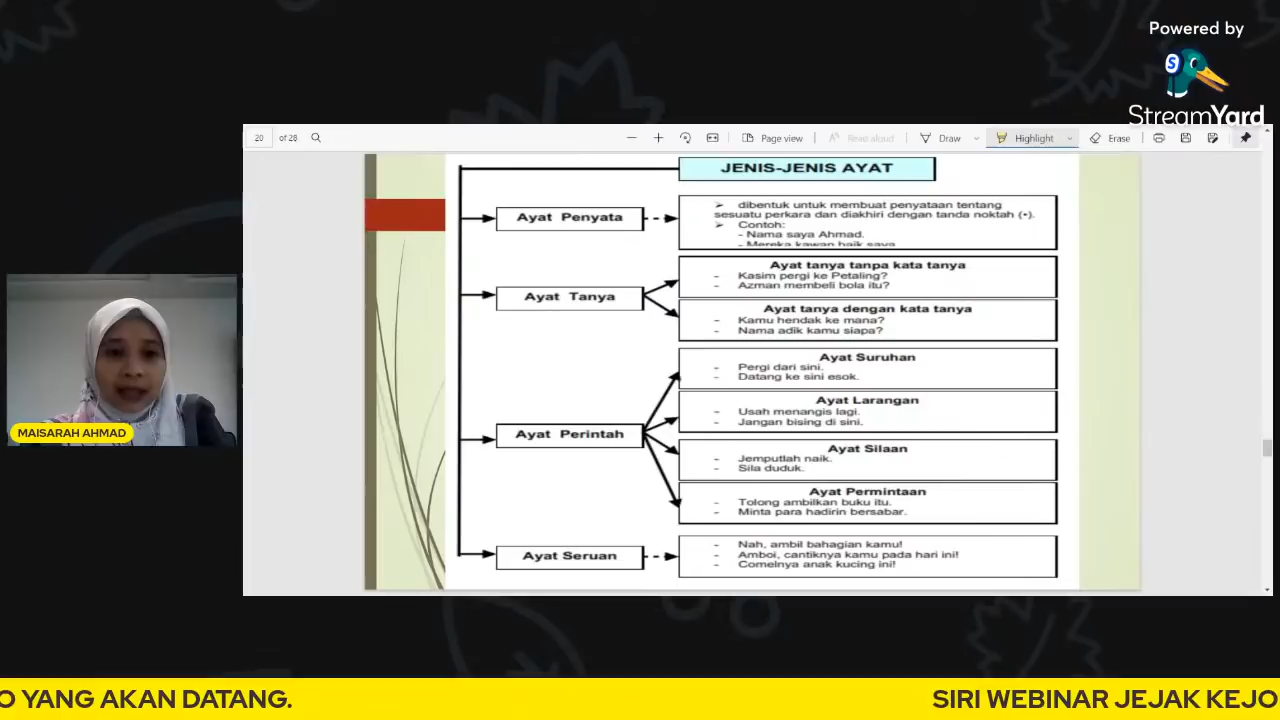 Powered by
S
StreamYard
20 of 28
Page view
Read aloud
Draw
Highlight
Erase
JENIS-JENIS AYAT
Ayat Penyata
➢ dibentuk untuk membuat penyataan tentang
sesuatu perkara dan diakhiri dengan tanda noktah (•).
➢ Contoh:
- Nama saya Ahmad.
- Mereka kawan baik saya
Ayat Tanya
Ayat tanya tanpa kata tanya
- Kasim pergi ke Petaling?
- Azman membeli bola itu?
Ayat tanya dengan kata tanya
- Kamu hendak ke mana?
- Nama adik kamu siapa?
Ayat Perintah
Ayat Suruhan
- Pergi dari sini.
- Datang ke sini esok.
Ayat Larangan
- Usah menangis lagi.
- Jangan bising di sini.
Ayat Silaan
- Jemputlah naik.
- Sila duduk.
Ayat Permintaan
- Tolong ambilkan buku itu.
- Minta para hadirin bersabar.
Ayat Seruan
- Nah, ambil bahagian kamu!
- Amboi, cantiknya kamu pada hari ini!
- Comelnya anak kucing ini!
MAISARAH AHMAD
O YANG AKAN DATANG.
SIRI WEBINAR JEJAK KEJO